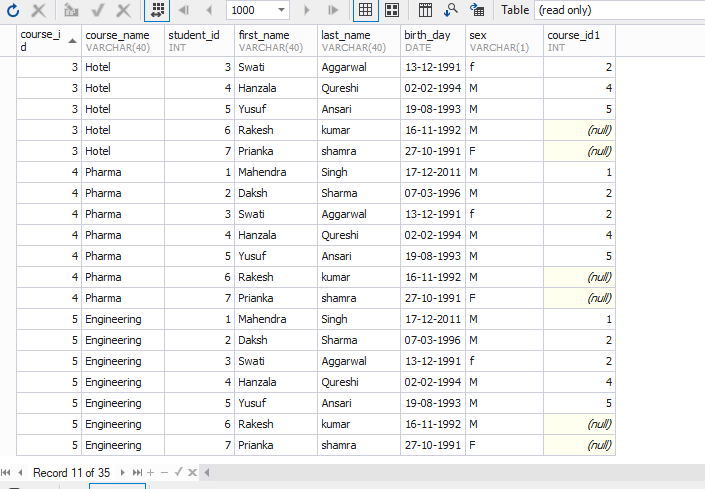 1000 Table (read only)
course_i
d course_name student_id first_name last_name birth_day sex course_id1
VARCHAR(40) INT VARCHAR(40) VARCHAR(40) DATE VARCHAR(1) INT
3 Hotel 3 Swati Aggarwal 13-12-1991 f 2
3 Hotel 4 Hanzala Qureshi 02-02-1994 M 4
3 Hotel 5 Yusuf Ansari 19-08-1993 M 5
3 Hotel 6 Rakesh kumar 16-11-1992 M (null)
3 Hotel 7 Prianka shamra 27-10-1991 F (null)
4 Pharma 1 Mahendra Singh 17-12-2011 M 1
4 Pharma 2 Daksh Sharma 07-03-1996 M 2
4 Pharma 3 Swati Aggarwal 13-12-1991 f 2
4 Pharma 4 Hanzala Qureshi 02-02-1994 M 4
4 Pharma 5 Yusuf Ansari 19-08-1993 M 5
4 Pharma 6 Rakesh kumar 16-11-1992 M (null)
4 Pharma 7 Prianka shamra 27-10-1991 F (null)
5 Engineering 1 Mahendra Singh 17-12-2011 M 1
5 Engineering 2 Daksh Sharma 07-03-1996 M 2
5 Engineering 3 Swati Aggarwal 13-12-1991 f 2
5 Engineering 4 Hanzala Qureshi 02-02-1994 M 4
5 Engineering 5 Yusuf Ansari 19-08-1993 M 5
5 Engineering 6 Rakesh kumar 16-11-1992 M (null)
5 Engineering 7 Prianka shamra 27-10-1991 F (null)
Record 11 of 35